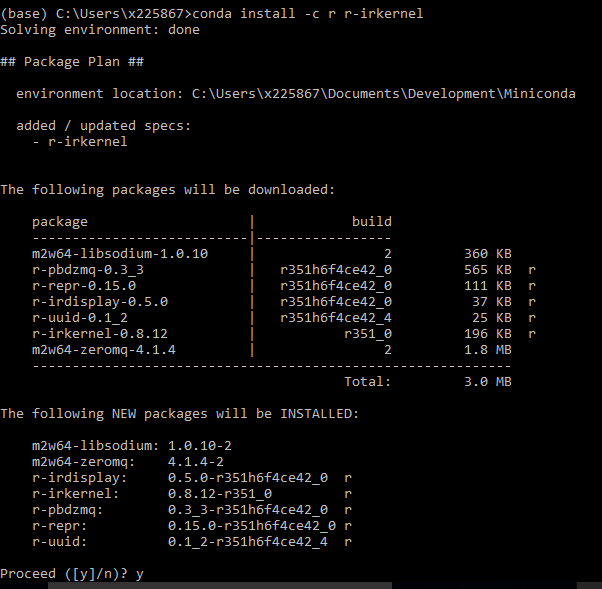 (base) C:\Users\x225867>conda install -c r r-irkernel
Solving environment: done
## Package Plan ##
environment location: C:\Users\x225867\Documents\Development\Miniconda
added / updated specs:
- r-irkernel
The following packages will be downloaded:
package | build
---------------------------|-----------------
m2w64-libsodium-1.0.10 | 2 360 KB
r-pbdzmq-0.3_3 | r351h6f4ce42_0 565 KB r
r-repr-0.15.0 | r351h6f4ce42_0 111 KB r
r-irdisplay-0.5.0 | r351h6f4ce42_0 37 KB r
r-uuid-0.1_2 | r351h6f4ce42_4 25 KB r
r-irkernel-0.8.12 | r351_0 196 KB r
m2w64-zeromq-4.1.4 | 2 1.8 MB
------------------------------------------------------------
Total: 3.0 MB
The following NEW packages will be INSTALLED:
m2w64-libsodium: 1.0.10-2
m2w64-zeromq: 4.1.4-2
r-irdisplay: 0.5.0-r351h6f4ce42_0 r
r-irkernel: 0.8.12-r351_0 r
r-pbdzmq: 0.3_3-r351h6f4ce42_0 r
r-repr: 0.15.0-r351h6f4ce42_0 r
r-uuid: 0.1_2-r351h6f4ce42_4 r
Proceed ([y]/n)? y